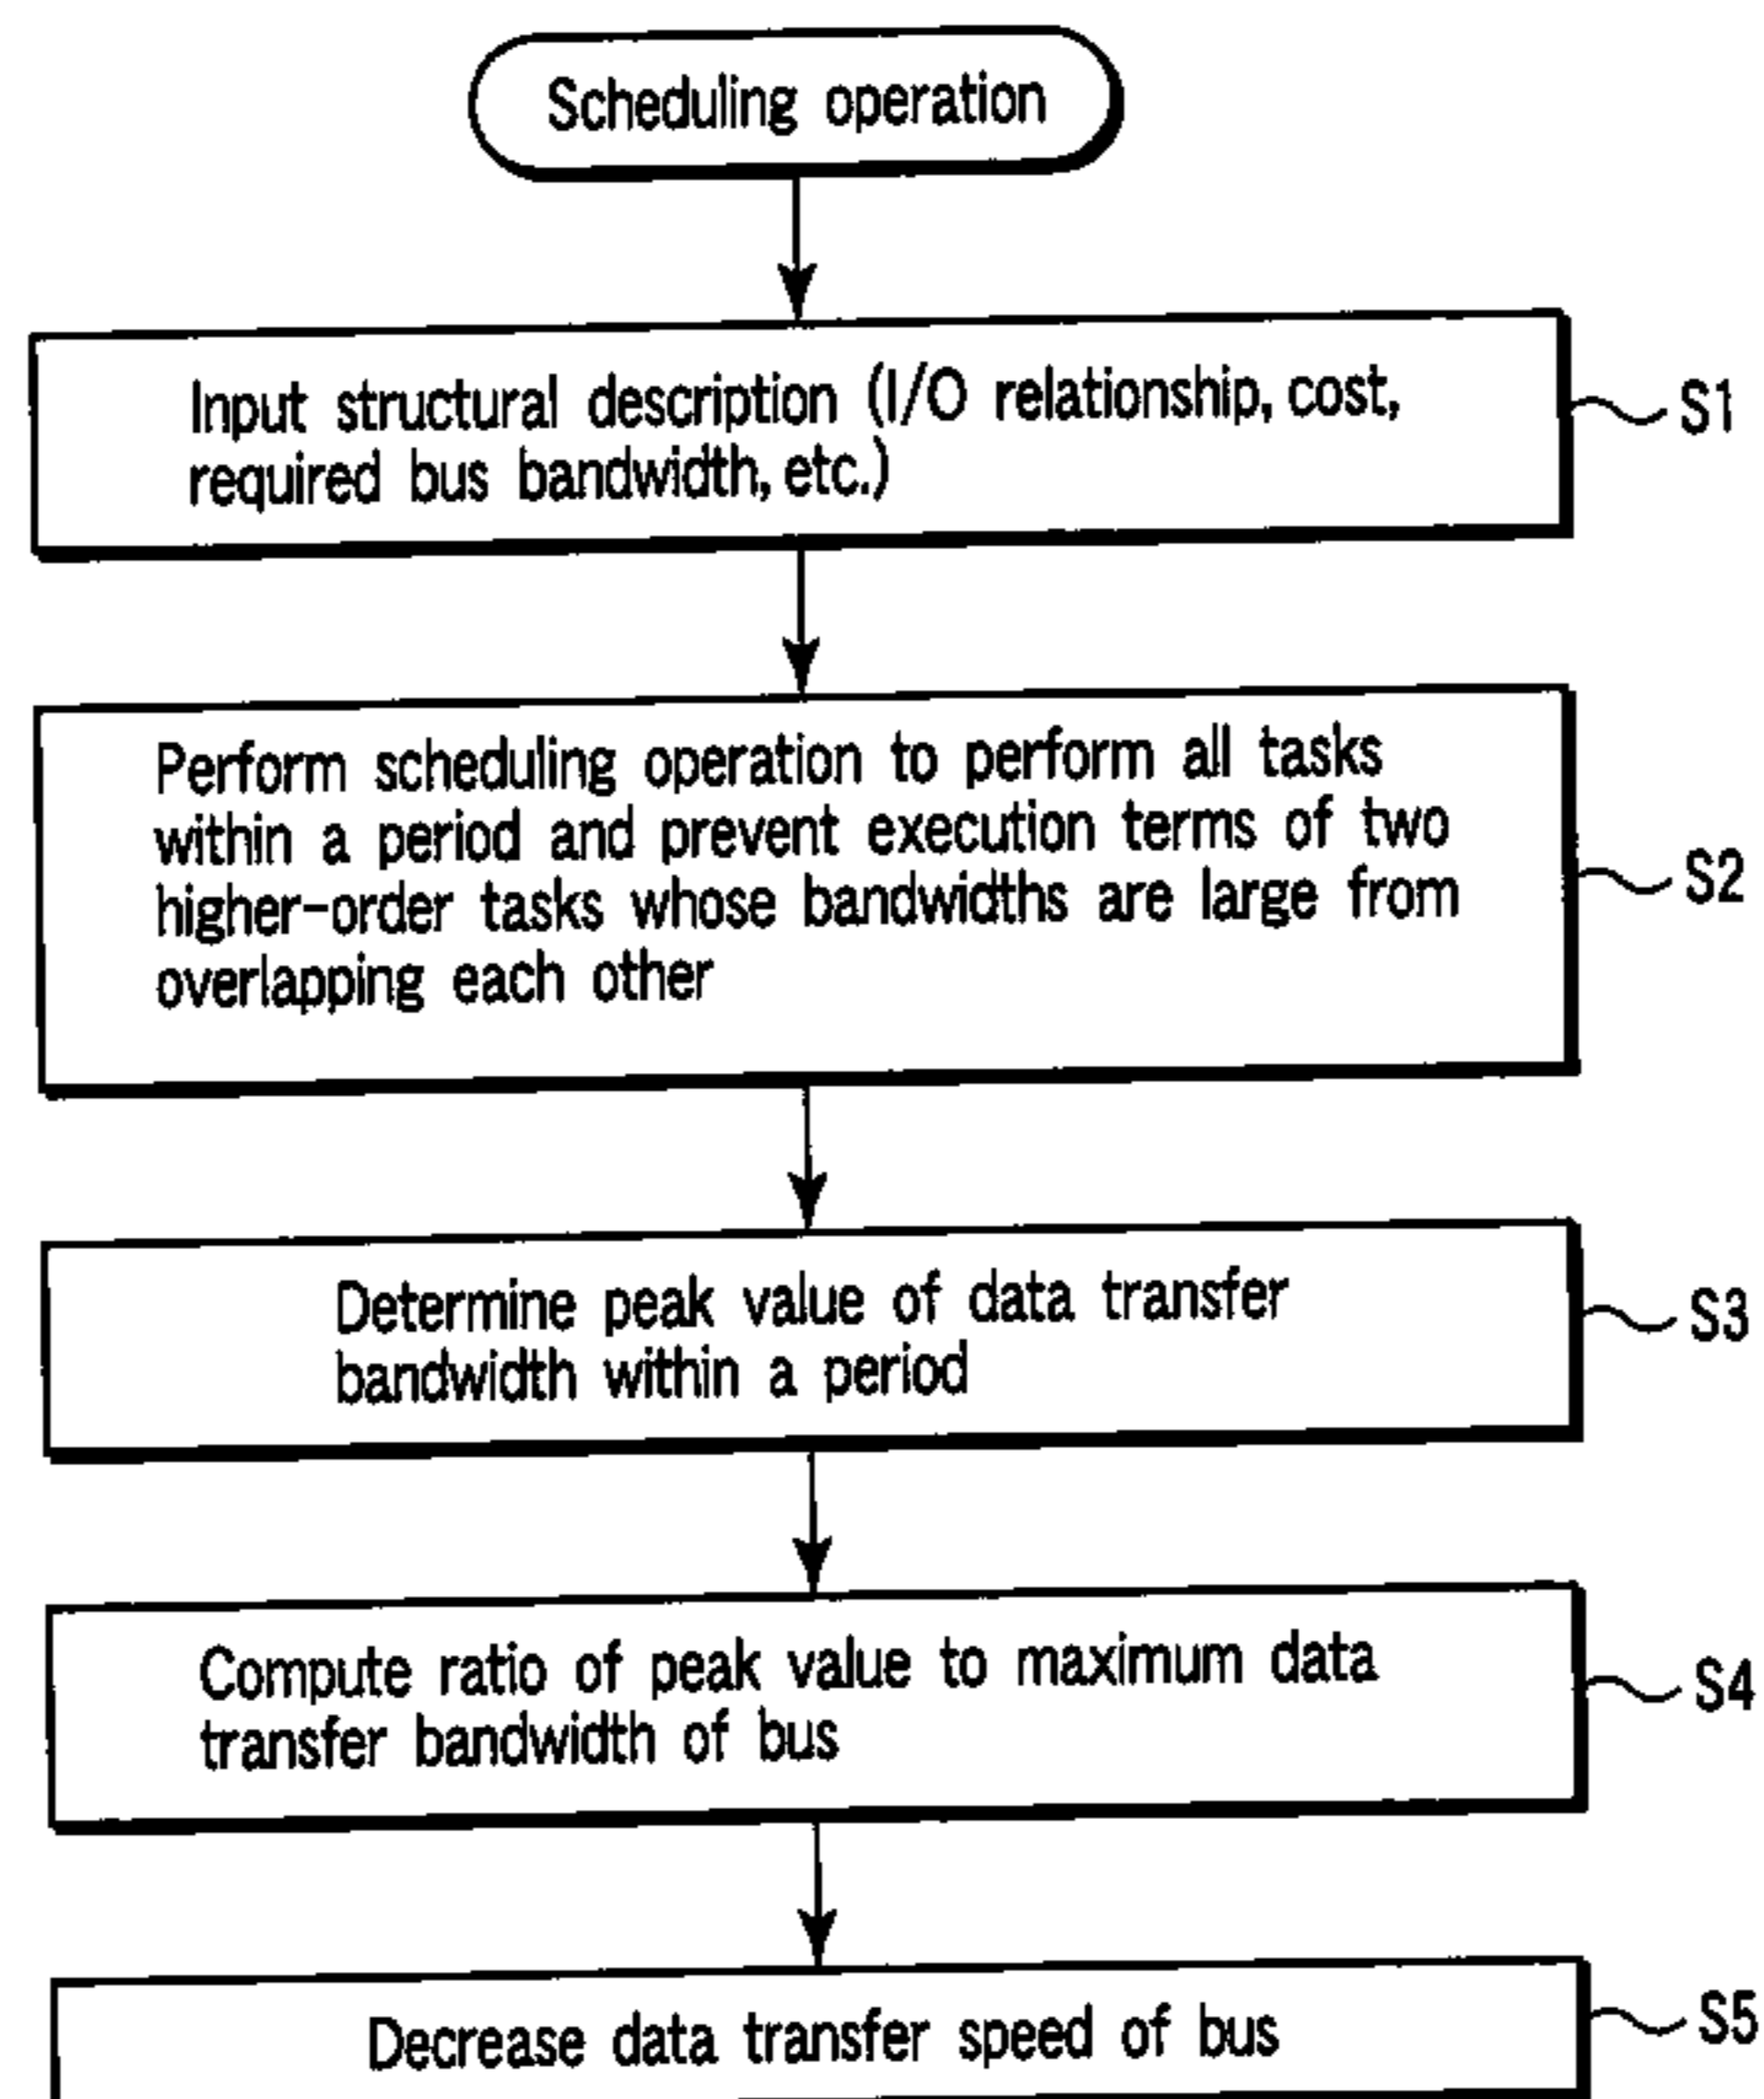 Scheduling operation
Input structural description (I/O relationship, cost,
required bus bandwidth, etc.)
S1
Perform scheduling operation to perform all tasks
within a period and prevent execution terms of two
higher-order tasks whose bandwidths are large from
overlapping each other
S2
Determine peak value of data transfer
bandwidth within a period
S3
Compute ratio of peak value to maximum data
transfer bandwidth of bus
S4
Decrease data transfer speed of bus
S5